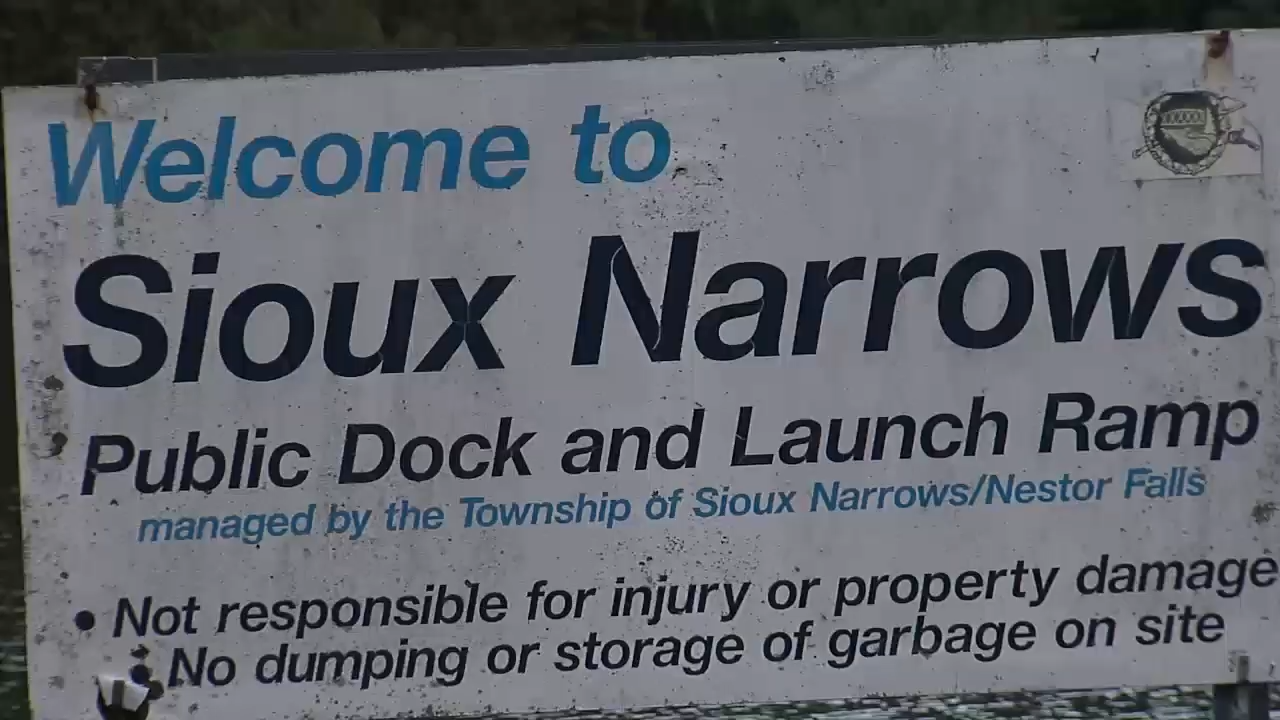 Welcome to
Sioux Narrows
Public Dock and Launch Ramp
managed by the Township of Sioux Narrows/Nestor Falls
• Not responsible for injury or property damage
• No dumping or storage of garbage on site